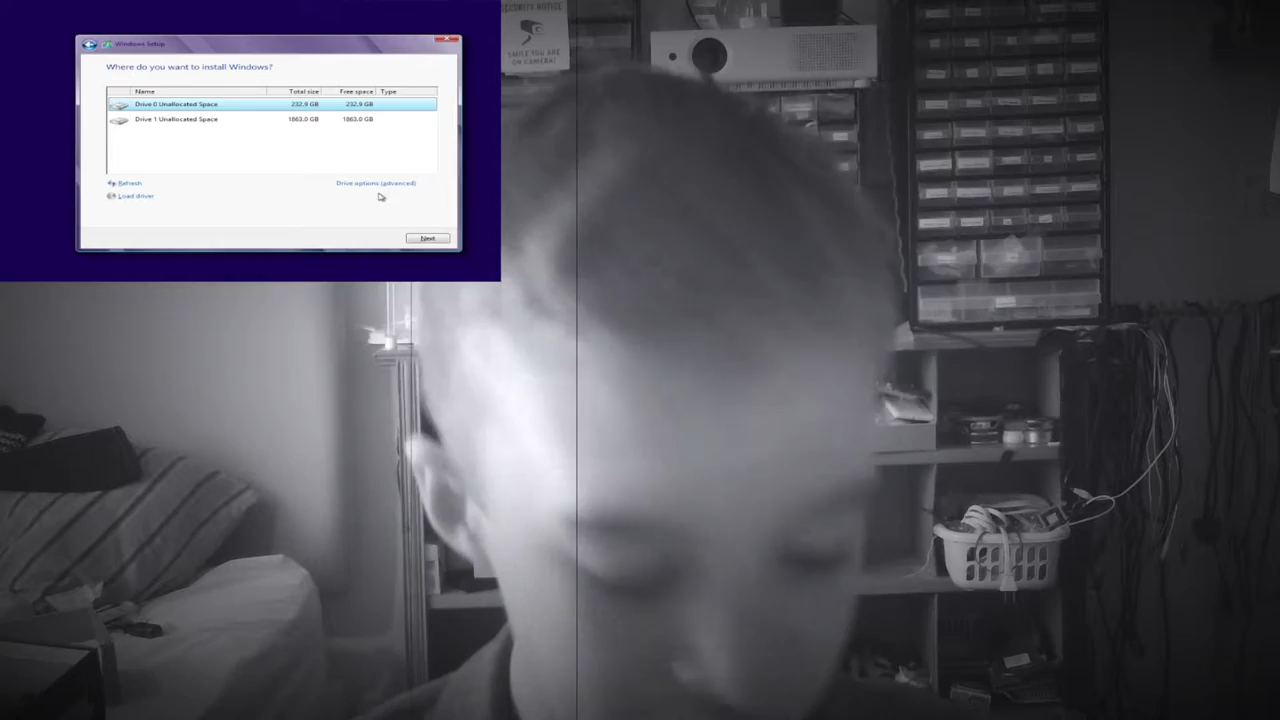 Windows Setup
Where do you want to install Windows?
Name Total size Free space Type
Drive 0 Unallocated Space 232.9 GB 232.9 GB
Drive 1 Unallocated Space 1863.0 GB 1863.0 GB
Refresh Drive options (advanced)
Load driver
Next
SECURITY NOTICE
SMILE YOU ARE
ON CAMERA!